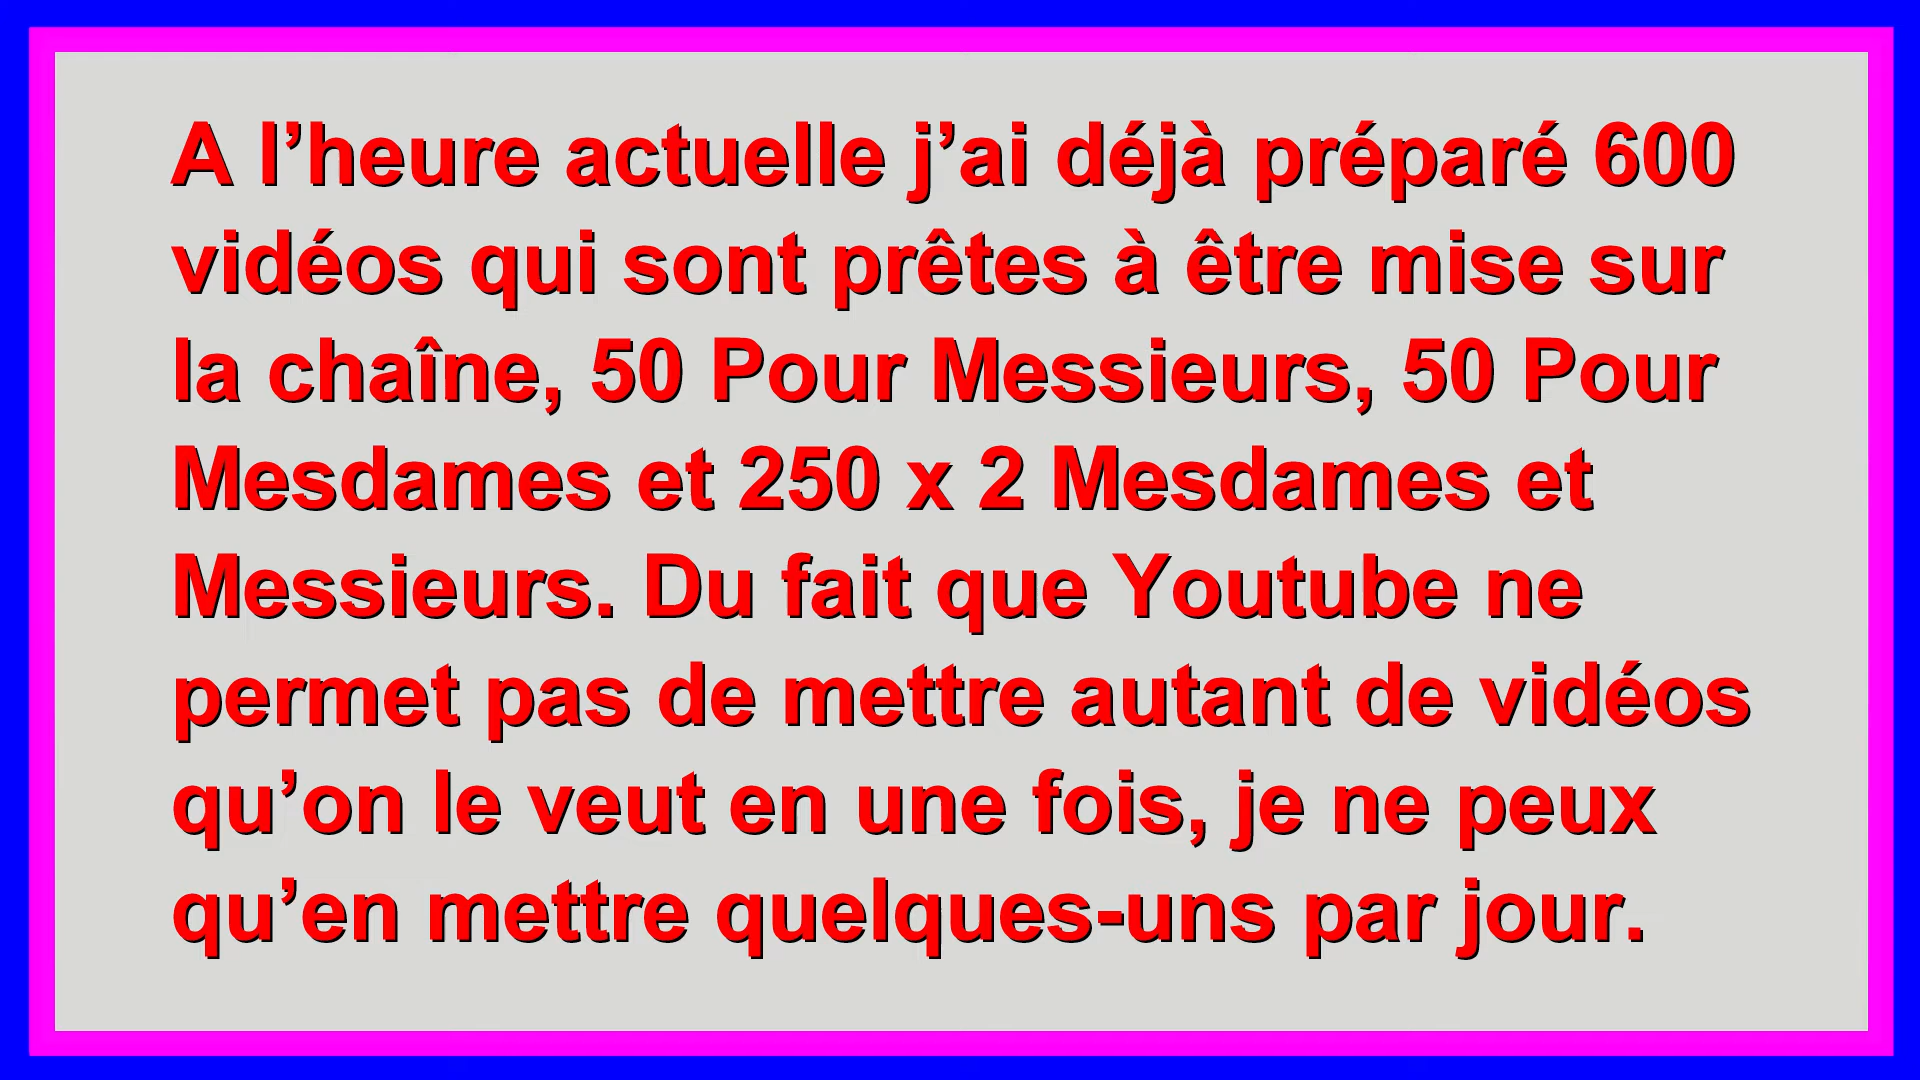 A l’heure actuelle j’ai déjà préparé 600
vidéos qui sont prêtes à être mise sur
la chaîne, 50 Pour Messieurs, 50 Pour
Mesdames et 250 x 2 Mesdames et
Messieurs. Du fait que Youtube ne
permet pas de mettre autant de vidéos
qu’on le veut en une fois, je ne peux
qu’en mettre quelques-uns par jour.